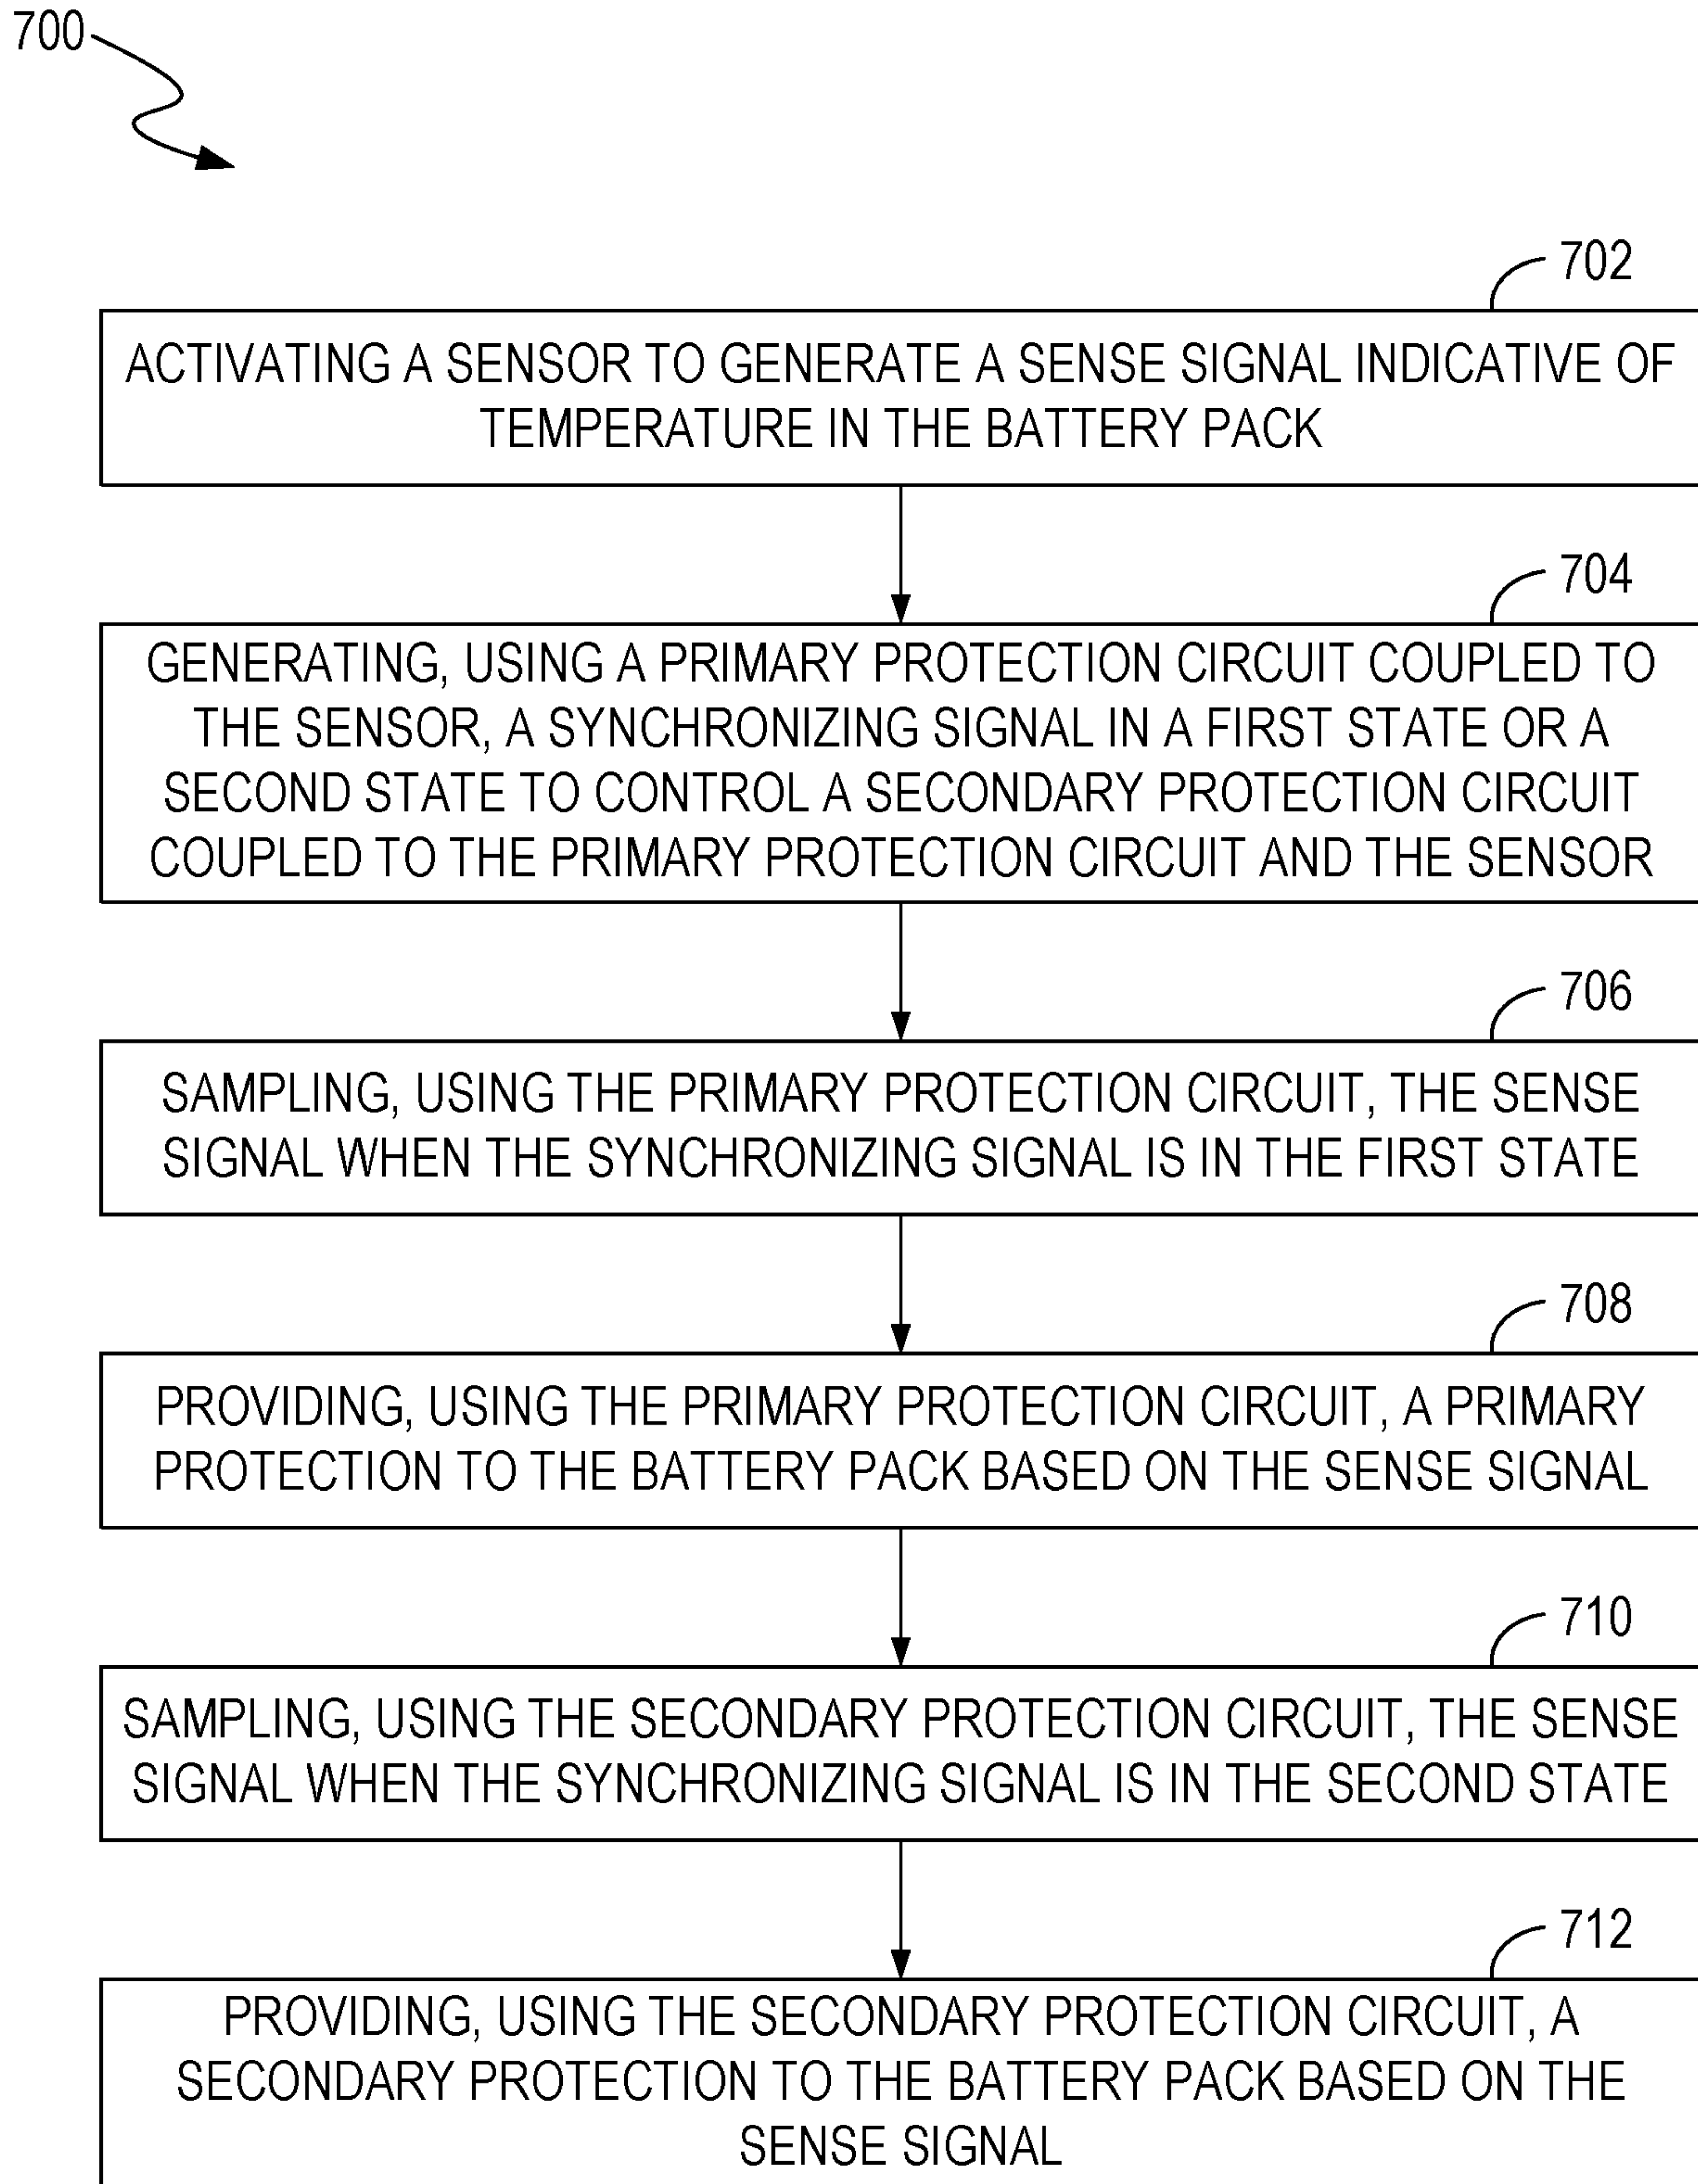 700
702
ACTIVATING A SENSOR TO GENERATE A SENSE SIGNAL INDICATIVE OF
TEMPERATURE IN THE BATTERY PACK
704
GENERATING, USING A PRIMARY PROTECTION CIRCUIT COUPLED TO
THE SENSOR, A SYNCHRONIZING SIGNAL IN A FIRST STATE OR A
SECOND STATE TO CONTROL A SECONDARY PROTECTION CIRCUIT
COUPLED TO THE PRIMARY PROTECTION CIRCUIT AND THE SENSOR
706
SAMPLING, USING THE PRIMARY PROTECTION CIRCUIT, THE SENSE
SIGNAL WHEN THE SYNCHRONIZING SIGNAL IS IN THE FIRST STATE
708
PROVIDING, USING THE PRIMARY PROTECTION CIRCUIT, A PRIMARY
PROTECTION TO THE BATTERY PACK BASED ON THE SENSE SIGNAL
710
SAMPLING, USING THE SECONDARY PROTECTION CIRCUIT, THE SENSE
SIGNAL WHEN THE SYNCHRONIZING SIGNAL IS IN THE SECOND STATE
712
PROVIDING, USING THE SECONDARY PROTECTION CIRCUIT, A
SECONDARY PROTECTION TO THE BATTERY PACK BASED ON THE
SENSE SIGNAL